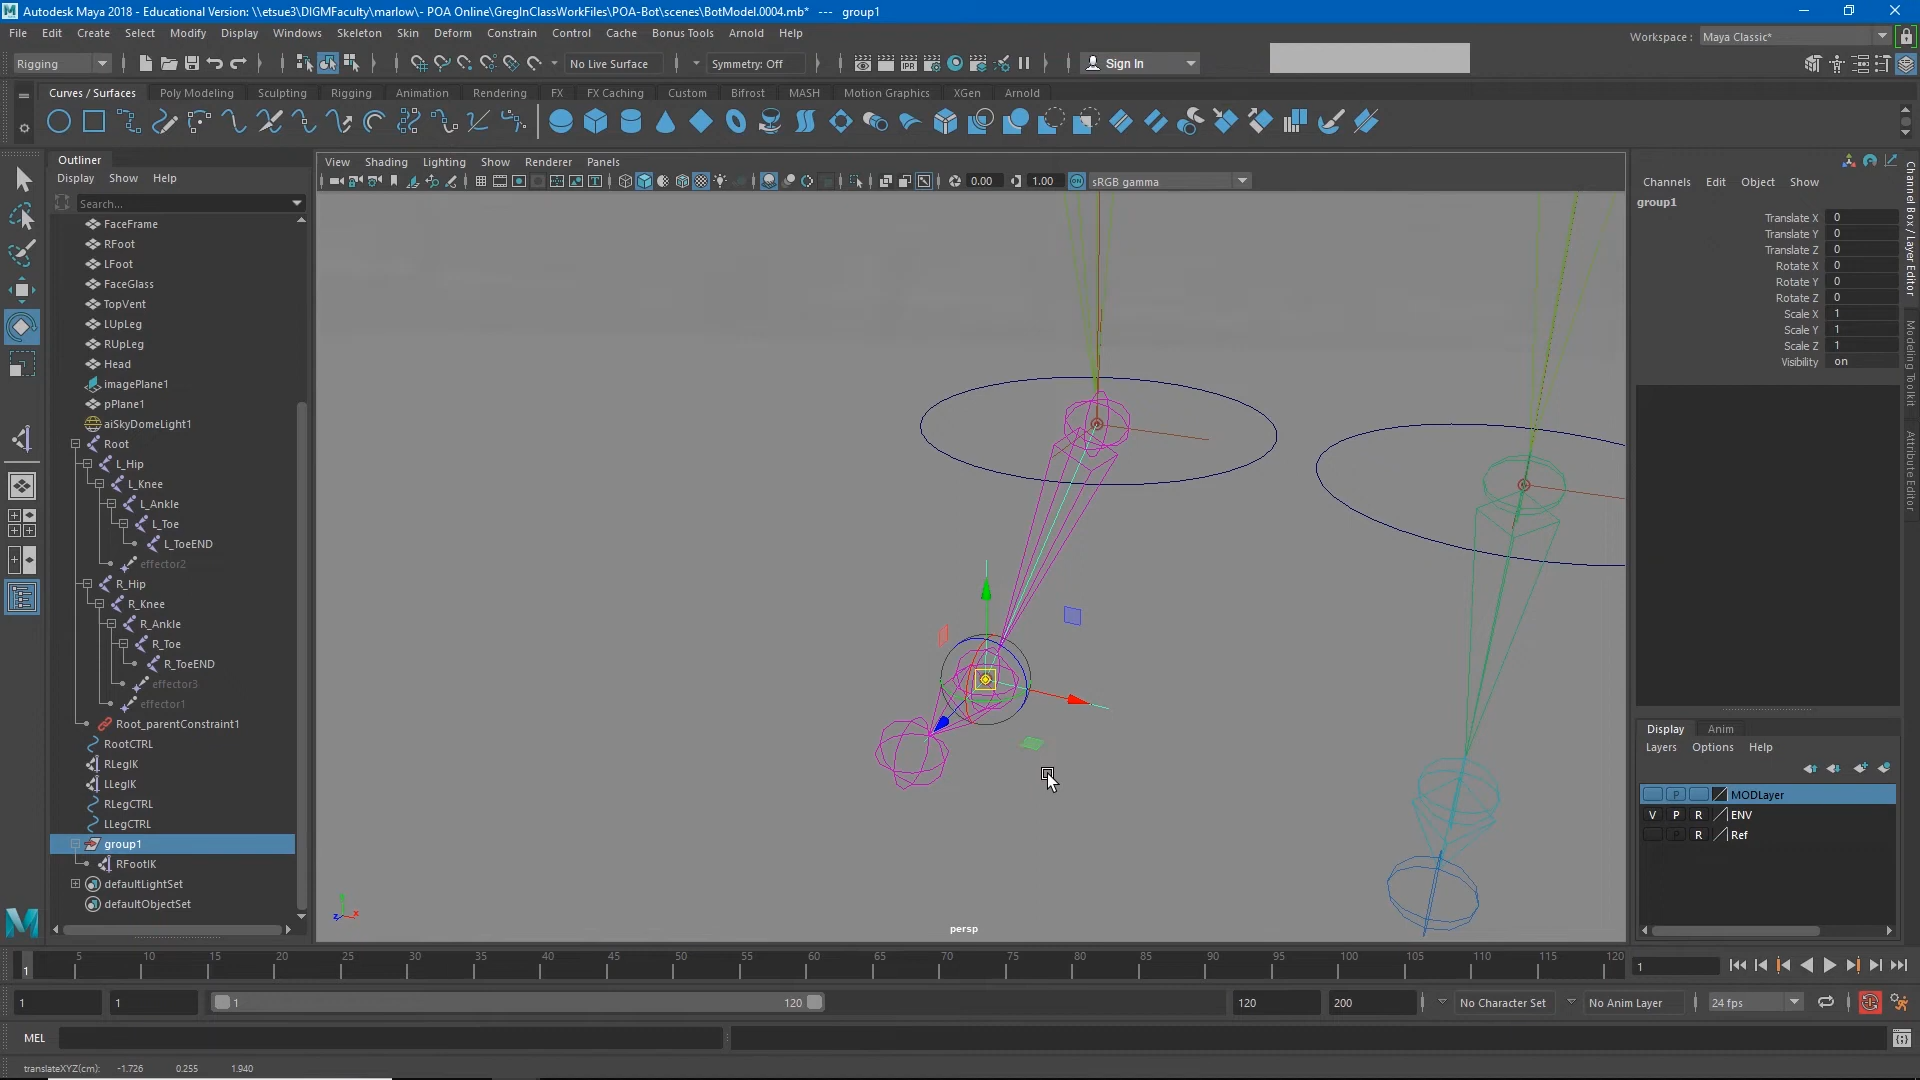 Autodesk Maya 2018 - Educational Version: \\etsue3\DIGMFaculty\marlow\- POA Online\GregInClassWorkFiles\POA-Bot\scenes\BotModel.0004.mb* --- group1
File Edit Create Select Modify Display Windows Skeleton Skin Deform Constrain Control Cache Bonus Tools Arnold Help
Workspace : Maya Classic*
Rigging
No Live Surface
Symmetry: Off
Sign In
Curves / Surfaces Poly Modeling Sculpting Rigging Animation Rendering FX FX Caching Custom Bifrost MASH Motion Graphics XGen Arnold
Outliner
Display Show Help
Search...
FaceFrame
RFoot
LFoot
FaceGlass
TopVent
LUpLeg
RUpLeg
Head
imagePlane1
pPlane1
aiSkyDomeLight1
Root
L_Hip
L_Knee
L_Ankle
L_Toe
L_ToeEND
effector2
R_Hip
R_Knee
R_Ankle
R_Toe
R_ToeEND
effector3
effector1
Root_parentConstraint1
RootCTRL
RLegIK
LLegIK
RLegCTRL
LLegCTRL
group1
RFootIK
defaultLightSet
defaultObjectSet
View Shading Lighting Show Renderer Panels
0.00 1.00 sRGB gamma
persp
Channels Edit Object Show
group1
Translate X 0
Translate Y 0
Translate Z 0
Rotate X 0
Rotate Y 0
Rotate Z 0
Scale X 1
Scale Y 1
Scale Z 1
Visibility on
Channel Box / Layer Editor
Modeling Toolkit
Attribute Editor
Display Anim
Layers Options Help
P MODLayer
V P R ENV
P R Ref
5 10 15 20 25 30 35 40 45 50 55 60 65 70 75 80 85 90 95 100 105 110 115 120
1
1
1 1 1 120 120 200 No Character Set No Anim Layer 24 fps
MEL
translateXYZ(cm): -1.726 0.255 1.940